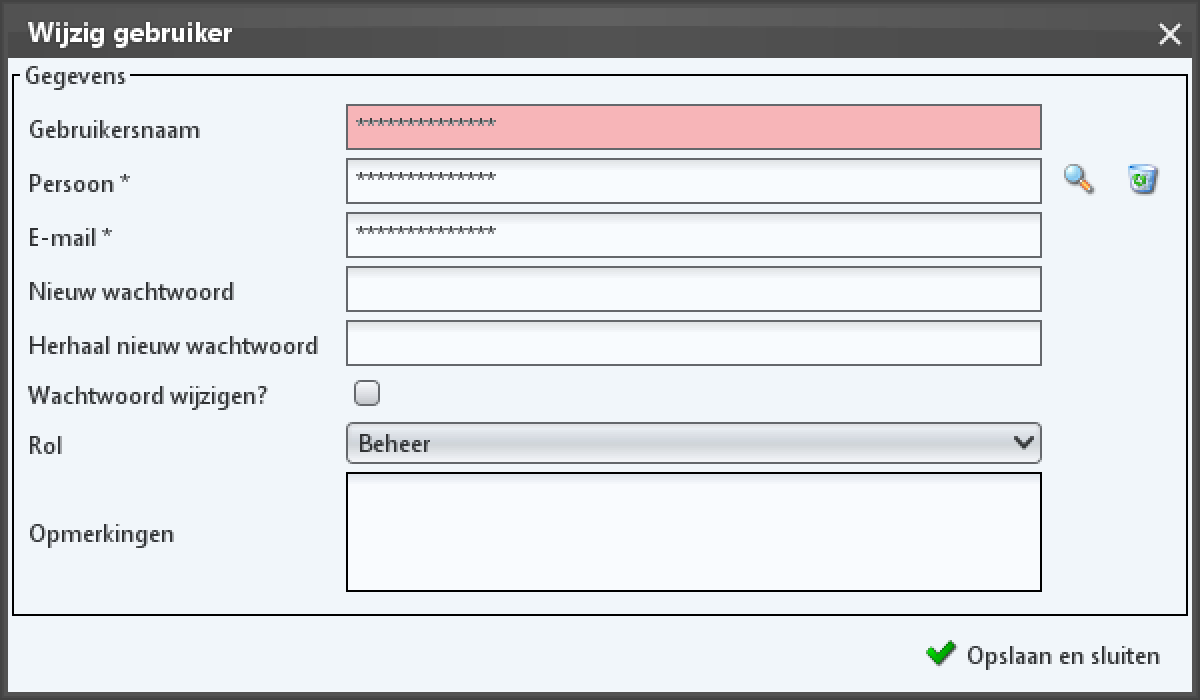 Wijzig gebruiker
Gegevens
Gebruikersnaam **************
Persoon * **************
E-mail * **************
Nieuw wachtwoord
Herhaal nieuw wachtwoord
Wachtwoord wijzigen?
Rol Beheer
Opmerkingen
Opslaan en sluiten